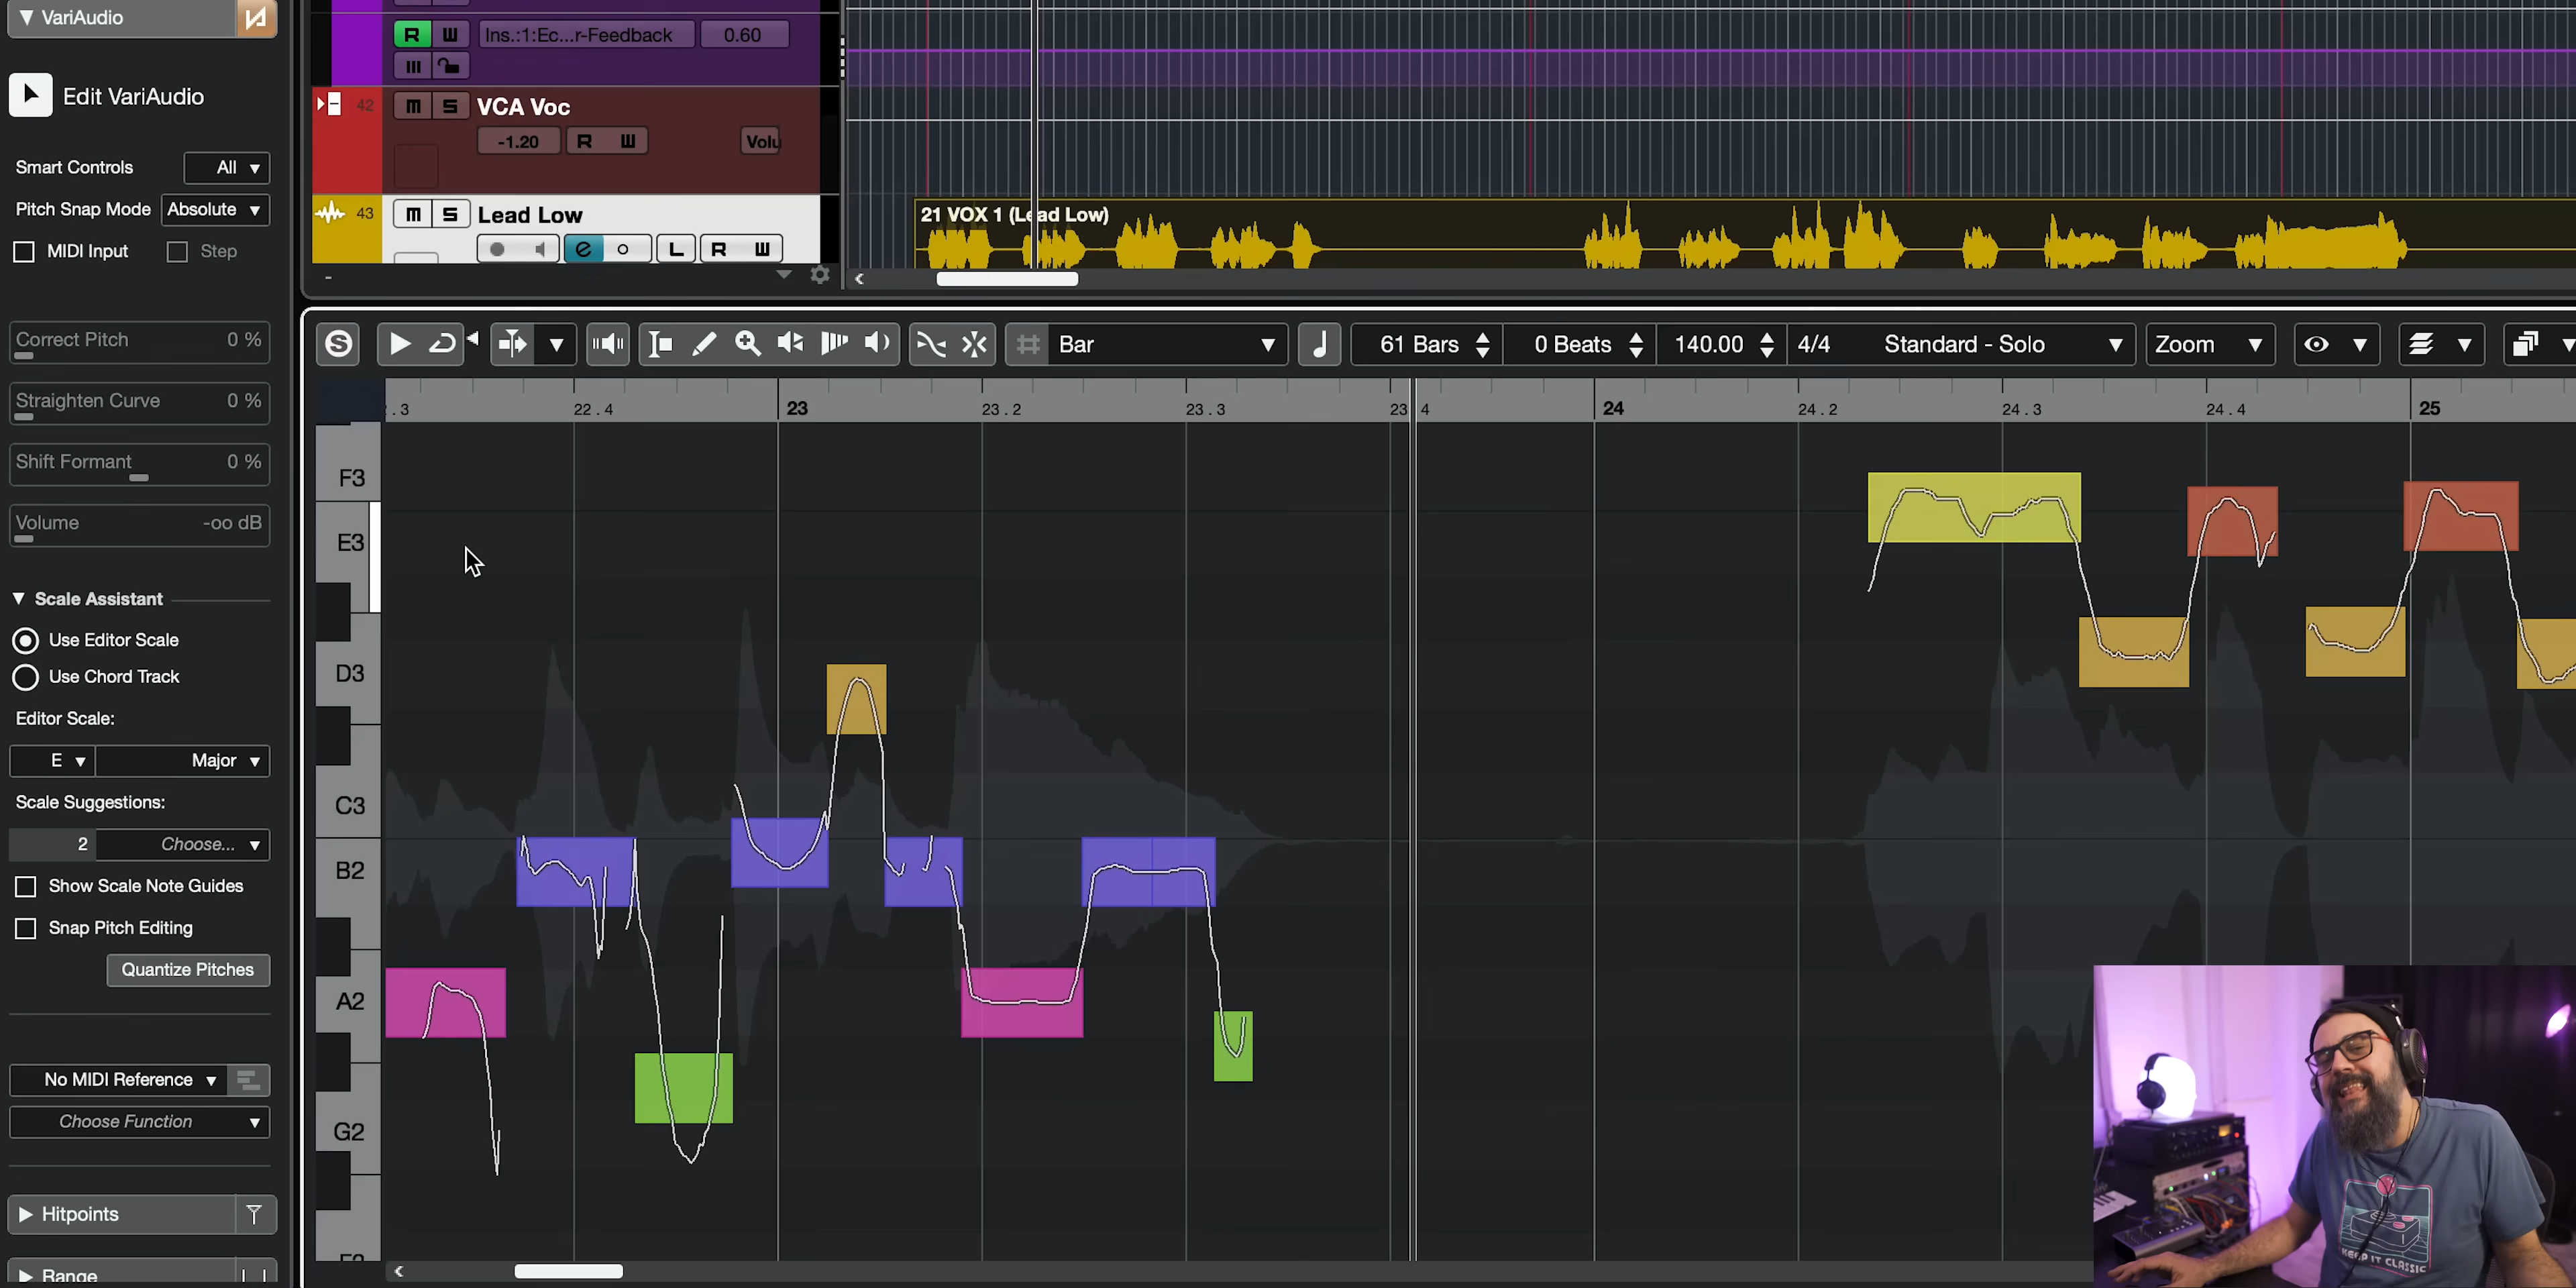 VariAudio
Edit VariAudio
Smart Controls All
Pitch Snap Mode Absolute
MIDI Input Step
Correct Pitch 0 %
Straighten Curve 0 %
Shift Formant 0 %
Volume -oo dB
Scale Assistant
Use Editor Scale
Use Chord Track
Editor Scale:
E Major
Scale Suggestions:
2 Choose...
Show Scale Note Guides
Snap Pitch Editing
Quantize Pitches
No MIDI Reference
Choose Function
Hitpoints
Range
R W Ins.:1:Ec...r-Feedback 0.60
42 M S VCA Voc
-1.20 R W Volu
43 M S Lead Low
e L R W
21 VOX 1 (Lead Low)
Bar 61 Bars 0 Beats 140.00 4/4 Standard - Solo Zoom
.3 22.4 23 23.2 23.3 23 4 24 24.2 24.3 24.4 25
F3
E3
D3
C3
B2
A2
G2
F2
KEEP IT CLASSIC